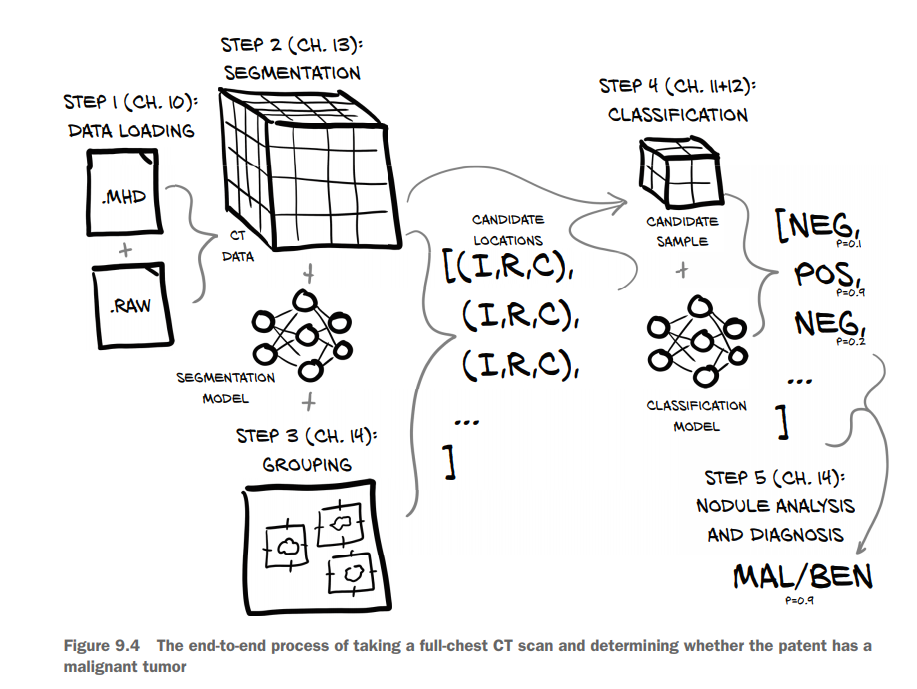 STEP 1 (CH. 10):
DATA LOADING
.MHD
+
.RAW
STEP 2 (CH. 13):
SEGMENTATION
CT
DATA
+
SEGMENTATION
MODEL
+
STEP 3 (CH. 14):
GROUPING
CANDIDATE
LOCATIONS
[(I,R,C),
(I,R,C),
(I,R,C),
...
]
STEP 4 (CH. 11+12):
CLASSIFICATION
CANDIDATE
SAMPLE
+
CLASSIFICATION
MODEL
[NEG,
P=0.1
POS,
P=0.9
NEG,
P=0.2
...
]
STEP 5 (CH. 14):
NODULE ANALYSIS
AND DIAGNOSIS
MAL/BEN
P=0.9
Figure 9.4 The end-to-end process of taking a full-chest CT scan and determining whether the patent has a
malignant tumor